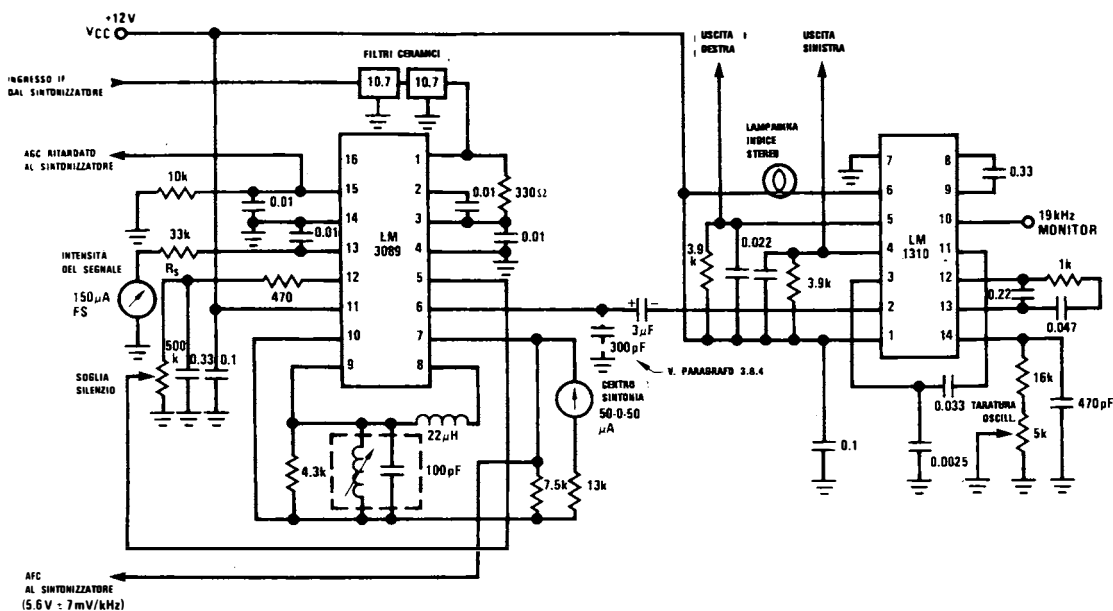 +12V
VCC
INGRESSO IF
DAL SINTONIZZATORE
FILTRI CERAMICI
10.7
10.7
AGC RITARDATO
AL SINTONIZZATORE
10k
0.01
0.01
33k
RS
INTENSITÀ
DEL SEGNALE
150µA
FS
470
500
k
0.33
0.1
SOGLIA
SILENZIO
16
15
14
13
12
11
10
9
LM
3089
1
2
3
4
5
6
7
8
0.01
330Ω
0.01
4.3k
22µH
100pF
7.5k
13k
CENTRO
SINTONIA
50-0-50
µA
3µF
+
−
300pF
V. PARAGRAFO 3.8.4
AFC
AL SINTONIZZATORE
(5.6V ± 7mV/kHz)
USCITA
DESTRA
USCITA
SINISTRA
LAMPADINA
INDICE
STEREO
3.9
k
0.022
3.9k
0.1
7
6
5
4
3
2
1
LM
1310
8
9
10
11
12
13
14
0.33
19kHz
MONITOR
1k
0.22
0.047
0.033
0.0025
16k
TARATURA
OSCILL.
5k
470pF